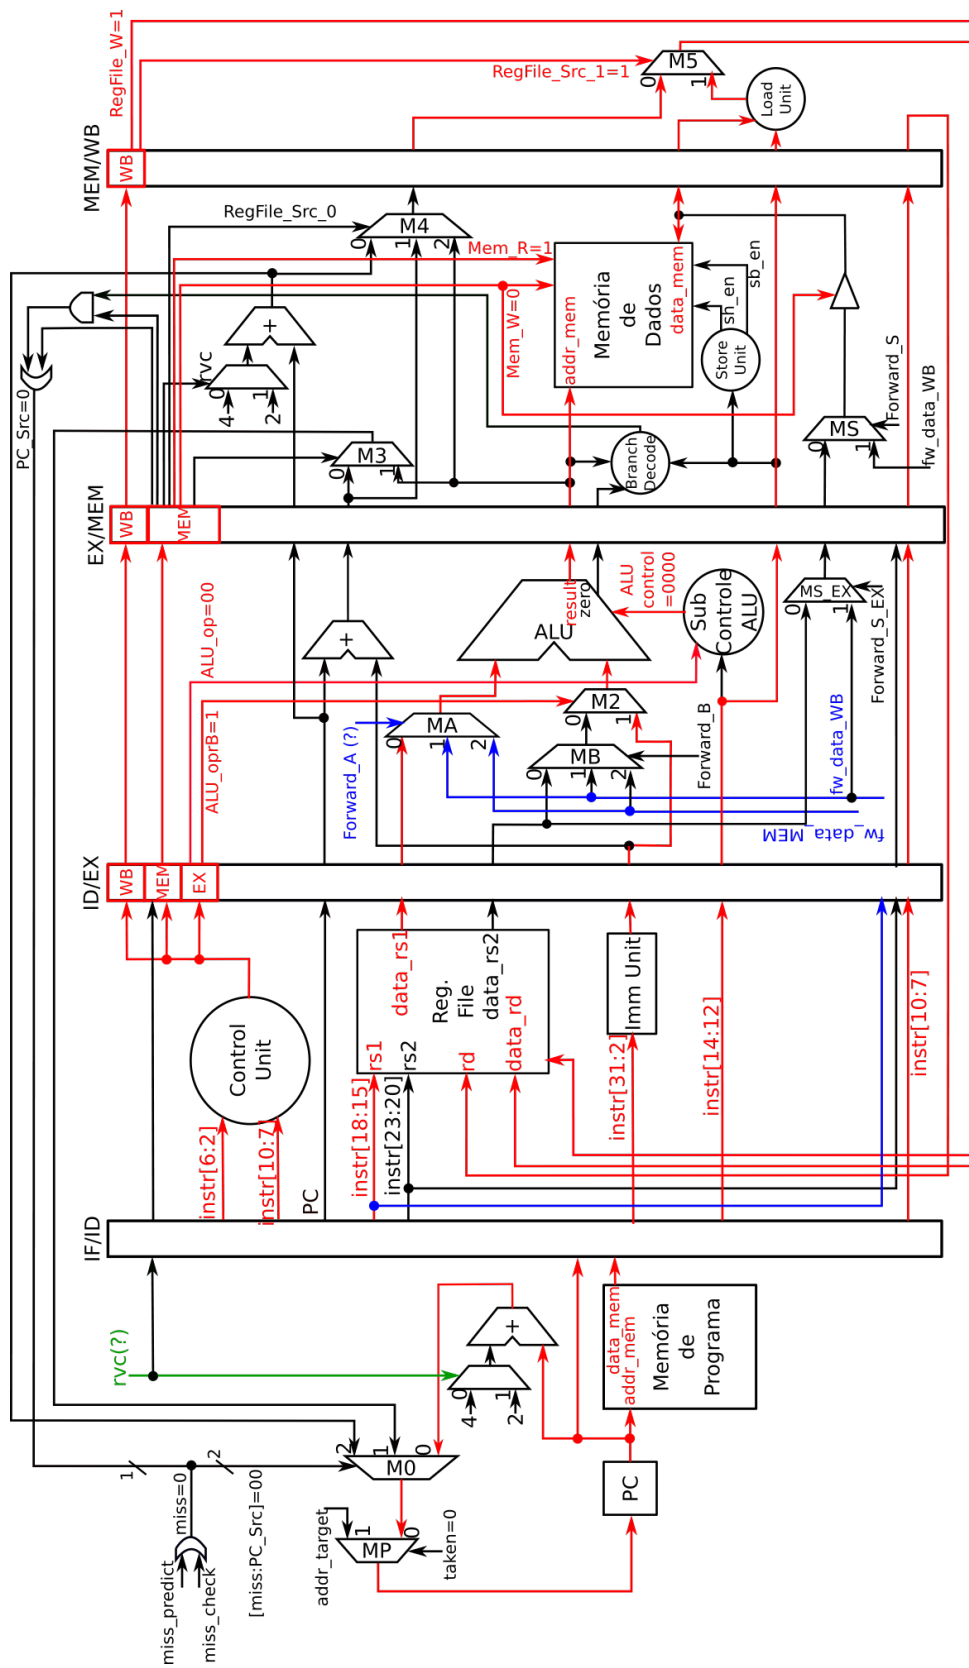 miss_predict
miss_check
miss=0
1
2
[miss:PC_Src]=00
addr_target
taken=0
MP
1
0
M0
2
1
0
PC
rvc(?)
4
2
0
1
+
data_mem
addr_mem
Memória
de
Programa
IF/ID
instr[6:2]
instr[10:7]
PC
instr[18:15]
instr[23:20]
instr[31:2]
instr[14:12]
instr[10:7]
Control
Unit
rs1
rs2
rd
data_rd
Reg.
File
data_rs1
data_rs2
Imm Unit
ID/EX
WB
MEM
EX
ALU_oprB=1
ALU_op=00
Forward_A (?)
MA
0
1
2
MB
0
1
2
Forward_B
M2
0
1
fw_data_WB
fw_data_MEM
+
ALU
result
zero
ALU
control
=0000
Sub
Controle
ALU
MS_EX
0
1
Forward_S_EX
EX/MEM
WB
MEM
PC_Src=0
M3
0
1
4
2
0
1
rvc
+
Branch
Decode
Store
Unit
sh_en
sb_en
MS
0
1
Forward_S
fw_data_WB
Mem_W=0
Mem_R=1
addr_mem
Memória
de
Dados
data_mem
RegFile_Src_0
M4
0
1
2
MEM/WB
WB
RegFile_W=1
RegFile_Src_1=1
M5
0
1
Load
Unit